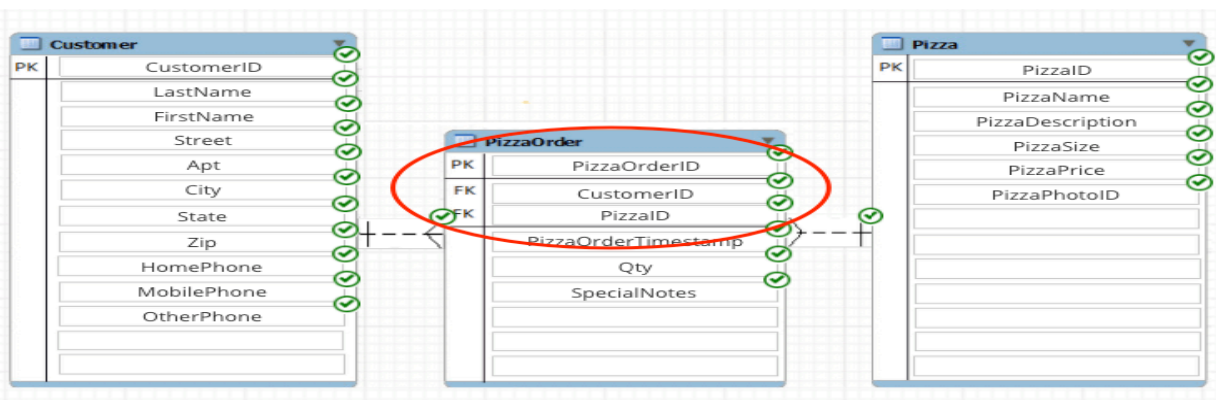 Customer
PK CustomerID
LastName
FirstName
Street
Apt
City
State
Zip
HomePhone
MobilePhone
OtherPhone
PizzaOrder
PK PizzaOrderID
FK CustomerID
FK PizzaID
PizzaOrderTimestamp
Qty
SpecialNotes
Pizza
PK PizzaID
PizzaName
PizzaDescription
PizzaSize
PizzaPrice
PizzaPhotoID